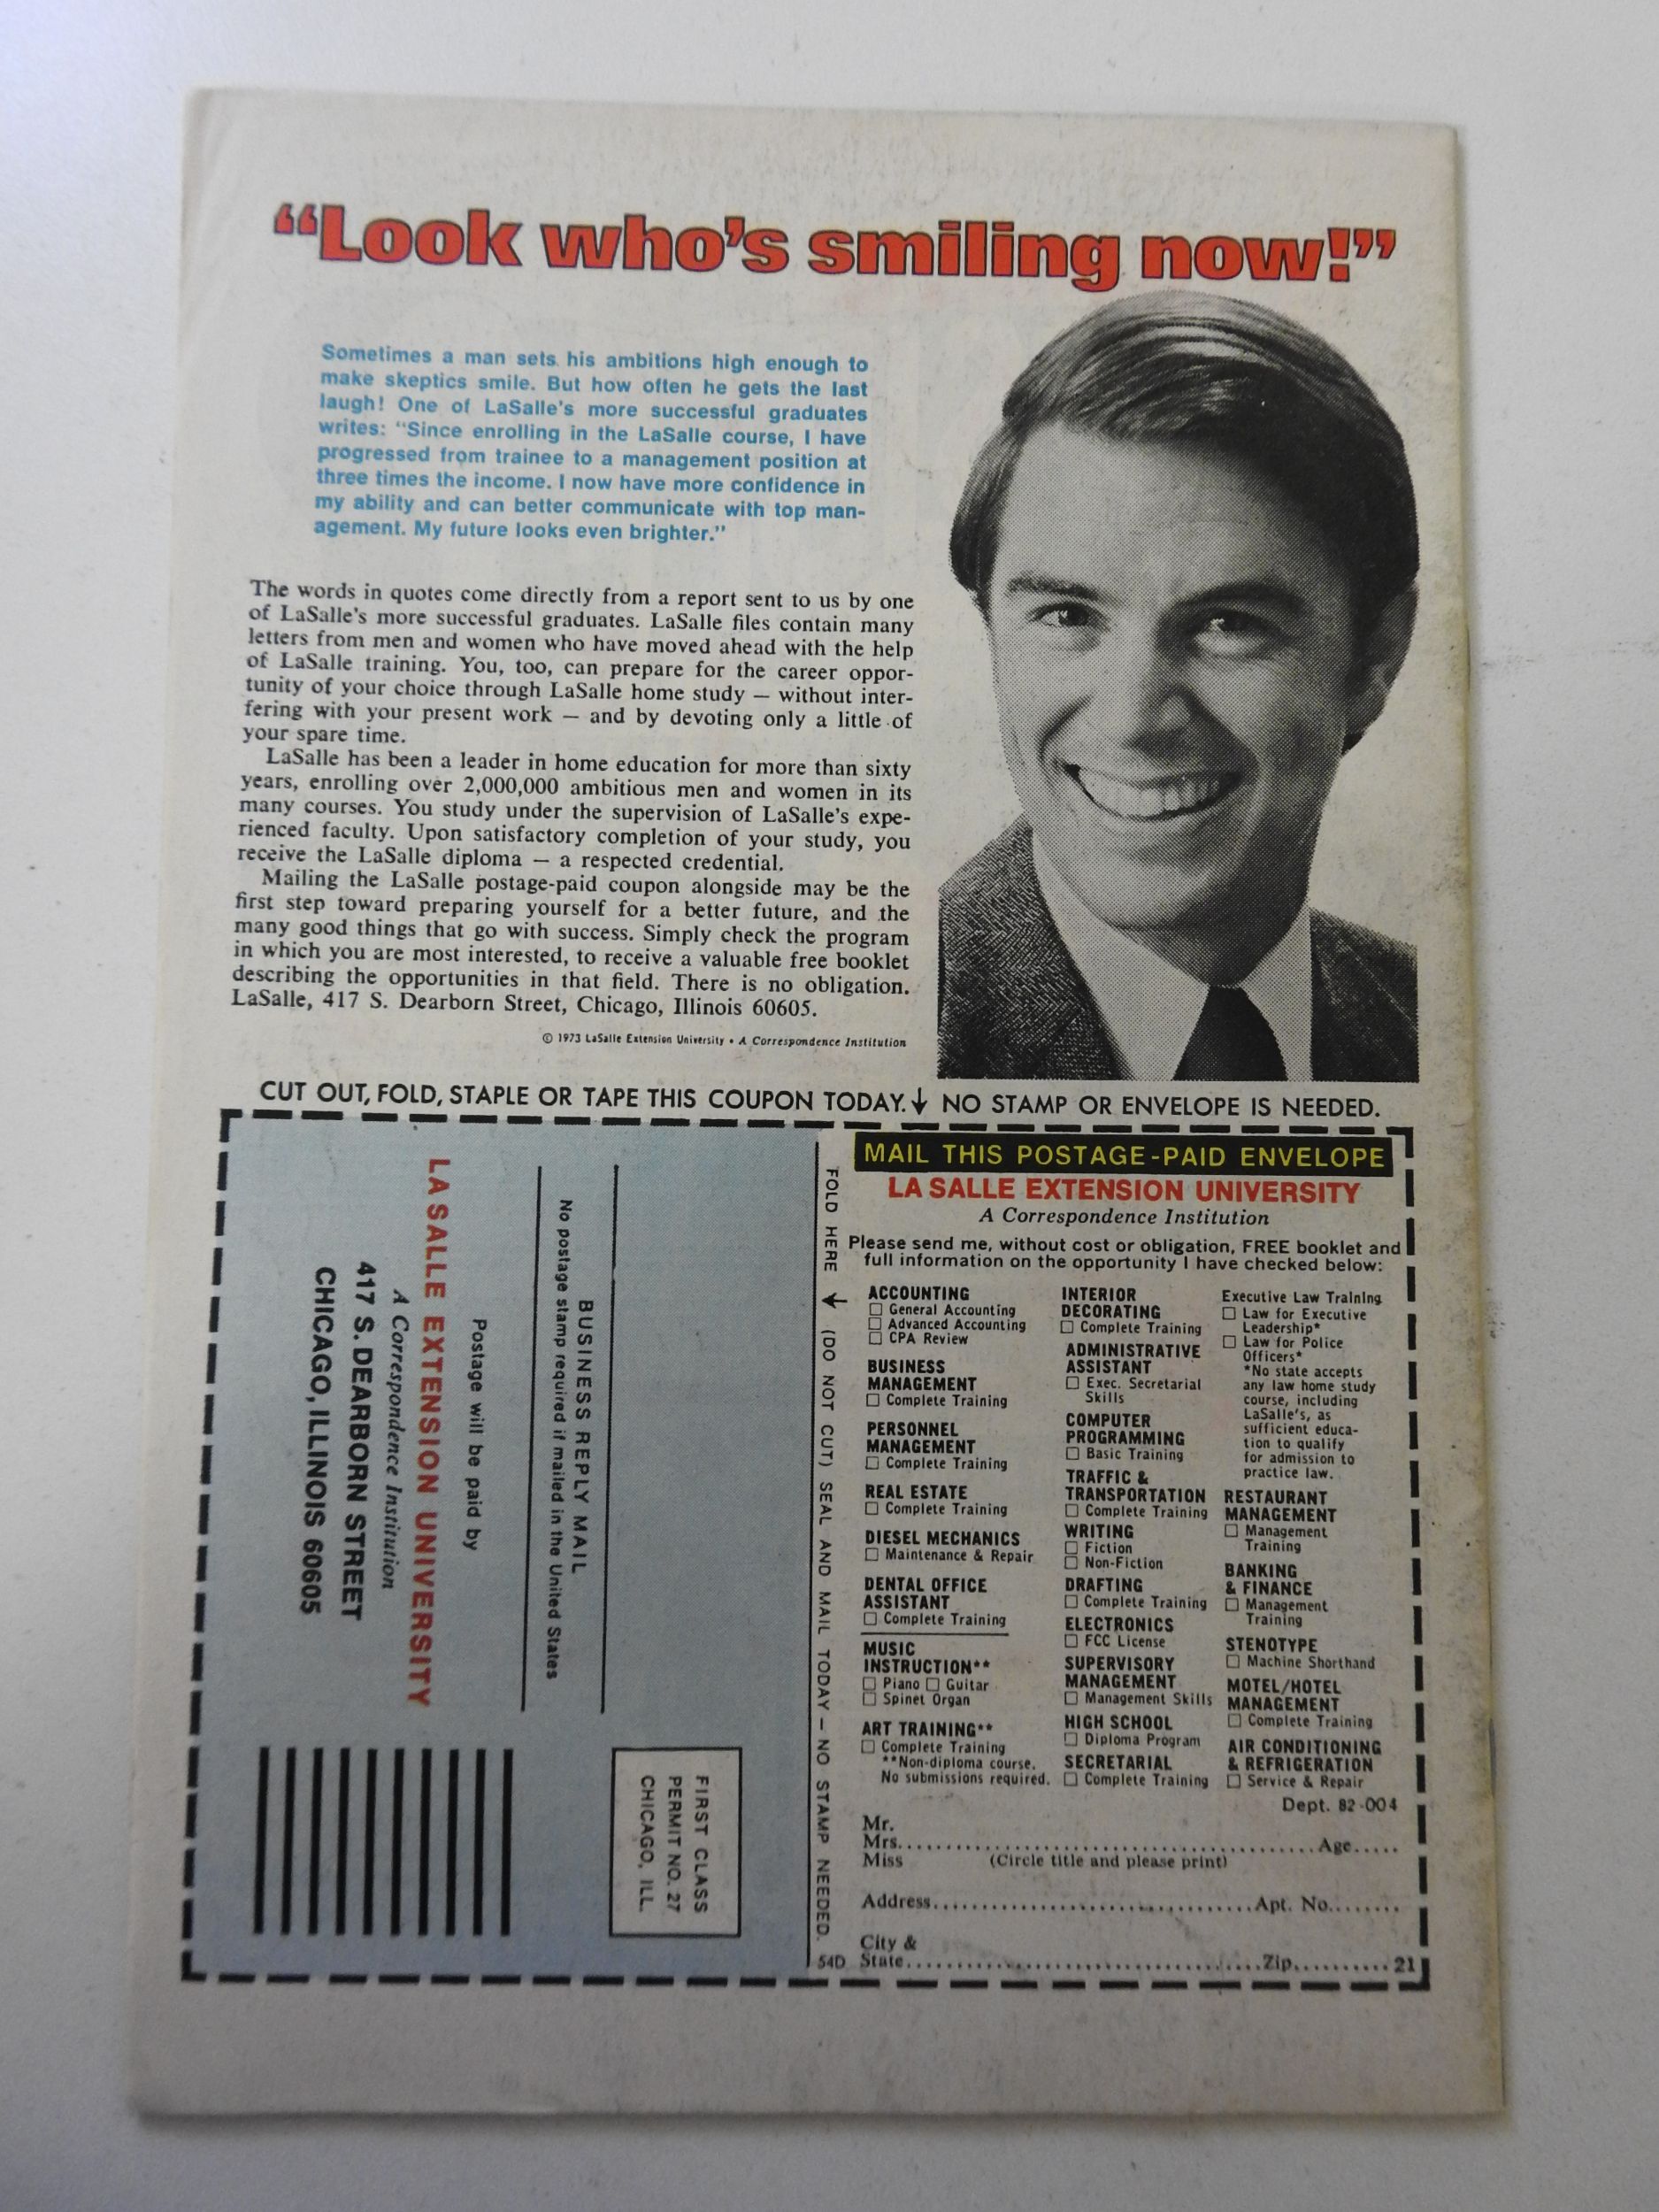 “Look who’s smiling now!”
Sometimes a man sets his ambitions high enough to
make skeptics smile. But how often he gets the last
laugh! One of LaSalle’s more successful graduates
writes: “Since enrolling in the LaSalle course, I have
progressed from trainee to a management position at
three times the income. I now have more confidence in
my ability and can better communicate with top man-
agement. My future looks even brighter.”
The words in quotes come directly from a report sent to us by one
of LaSalle’s more successful graduates. LaSalle files contain many
letters from men and women who have moved ahead with the help
of LaSalle training. You, too, can prepare for the career oppor-
tunity of your choice through LaSalle home study — without inter-
fering with your present work — and by devoting only a little of
your spare time.
LaSalle has been a leader in home education for more than sixty
years, enrolling over 2,000,000 ambitious men and women in its
many courses. You study under the supervision of LaSalle’s expe-
rienced faculty. Upon satisfactory completion of your study, you
receive the LaSalle diploma — a respected credential.
Mailing the LaSalle postage-paid coupon alongside may be the
first step toward preparing yourself for a better future, and the
many good things that go with success. Simply check the program
in which you are most interested, to receive a valuable free booklet
describing the opportunities in that field. There is no obligation.
LaSalle, 417 S. Dearborn Street, Chicago, Illinois 60605.
© 1973 LaSalle Extension University • A Correspondence Institution
CUT OUT, FOLD, STAPLE OR TAPE THIS COUPON TODAY. ↓ NO STAMP OR ENVELOPE IS NEEDED.
FIRST CLASS
PERMIT NO. 27
CHICAGO, ILL.
BUSINESS REPLY MAIL
No postage stamp required if mailed in the United States
Postage will be paid by
LA SALLE EXTENSION UNIVERSITY
A Correspondence Institution
417 S. DEARBORN STREET
CHICAGO, ILLINOIS 60605
FOLD HERE ↓ (DO NOT CUT) SEAL AND MAIL TODAY — NO STAMP NEEDED.
54D
MAIL THIS POSTAGE-PAID ENVELOPE
LA SALLE EXTENSION UNIVERSITY
A Correspondence Institution
Please send me, without cost or obligation, FREE booklet and
full information on the opportunity I have checked below:
ACCOUNTING
☐ General Accounting
☐ Advanced Accounting
☐ CPA Review
BUSINESS
MANAGEMENT
☐ Complete Training
PERSONNEL
MANAGEMENT
☐ Complete Training
REAL ESTATE
☐ Complete Training
DIESEL MECHANICS
☐ Maintenance & Repair
DENTAL OFFICE
ASSISTANT
☐ Complete Training
MUSIC
INSTRUCTION**
☐ Piano ☐ Guitar
☐ Spinet Organ
ART TRAINING**
☐ Complete Training
**Non-diploma course.
No submissions required.
INTERIOR
DECORATING
☐ Complete Training
ADMINISTRATIVE
ASSISTANT
☐ Exec. Secretarial
Skills
COMPUTER
PROGRAMMING
☐ Basic Training
TRAFFIC &
TRANSPORTATION
☐ Complete Training
WRITING
☐ Fiction
☐ Non-Fiction
DRAFTING
☐ Complete Training
ELECTRONICS
☐ FCC License
SUPERVISORY
MANAGEMENT
☐ Management Skills
HIGH SCHOOL
☐ Diploma Program
SECRETARIAL
☐ Complete Training
Executive Law Training
☐ Law for Executive
Leadership*
☐ Law for Police
Officers*
*No state accepts
any law home study
course, including
LaSalle’s, as
sufficient educa-
tion to qualify
for admission to
practice law.
RESTAURANT
MANAGEMENT
☐ Management
Training
BANKING
& FINANCE
☐ Management
Training
STENOTYPE
☐ Machine Shorthand
MOTEL/HOTEL
MANAGEMENT
☐ Complete Training
AIR CONDITIONING
& REFRIGERATION
☐ Service & Repair
Dept. 82-004
Mr.
Mrs. Age
Miss (Circle title and please print)
Address Apt. No.
City &
State Zip 21